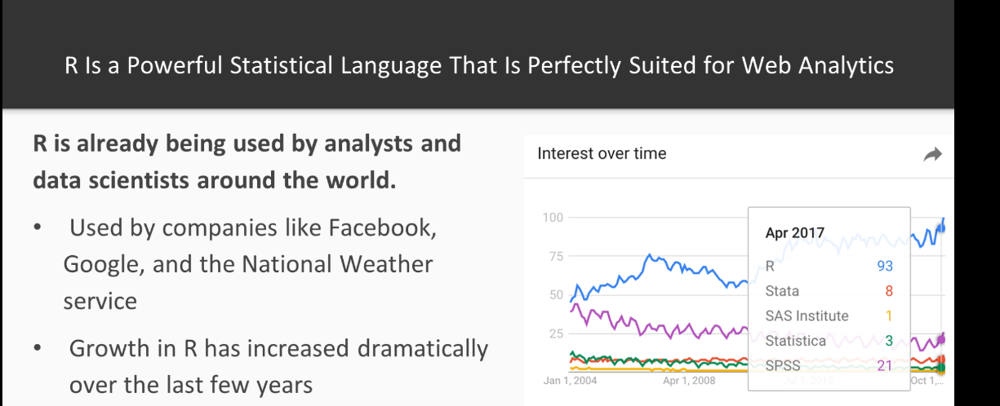 R Is a Powerful Statistical Language That Is Perfectly Suited for Web Analytics
R is already being used by analysts and
data scientists around the world.
• Used by companies like Facebook,
Google, and the National Weather
service
• Growth in R has increased dramatically
over the last few years
Interest over time
100
75
50
25
Apr 2017
R 93
Stata 8
SAS Institute 1
Statistica 3
SPSS 21
Jan 1, 2004
Apr 1, 2008
Jul 1, 2012
Oct 1,...